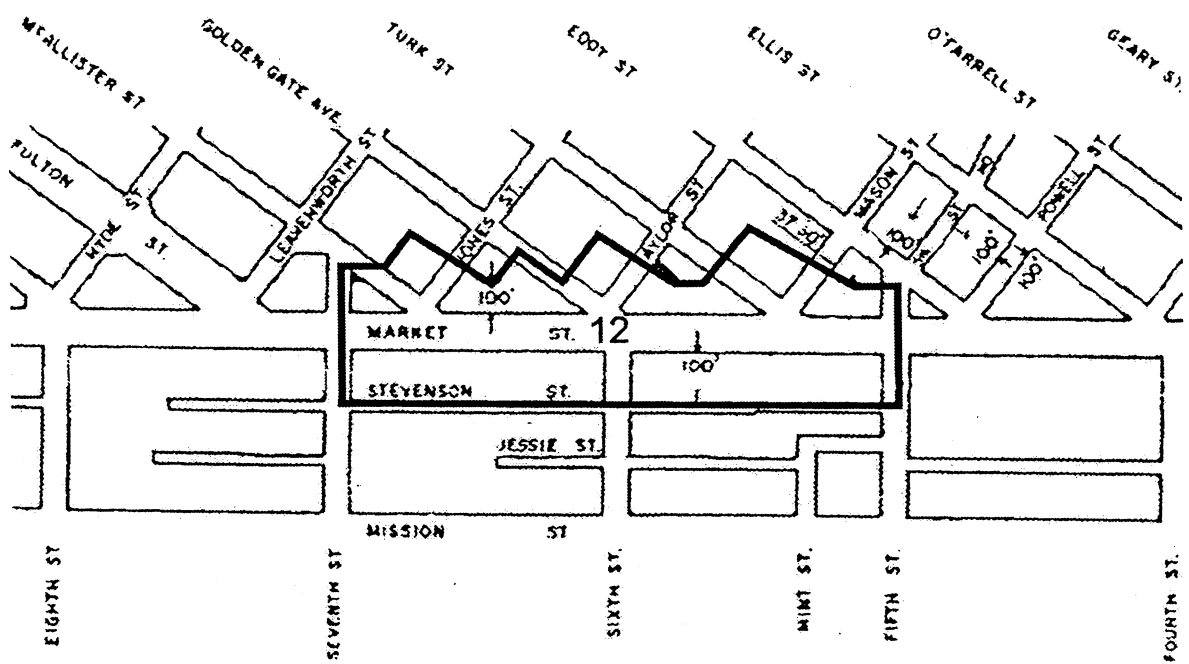 MCALLISTER ST
GOLDEN GATE AVE.
TURK ST
EDDY ST
ELLIS ST
O'FARRELL ST
GEARY ST.
FULTON
ST.
HYDE ST
LEAVENWORTH ST
JONES ST.
TAYLOR ST
MASON ST
POWELL ST
37.50'
100'
ST
100'
100'
100'
MARKET ST. 12
100'
STEVENSON ST.
JESSIE ST.
MISSION ST
EIGHTH ST
SEVENTH ST
SIXTH ST.
MINT ST.
FIFTH ST.
FOURTH ST.